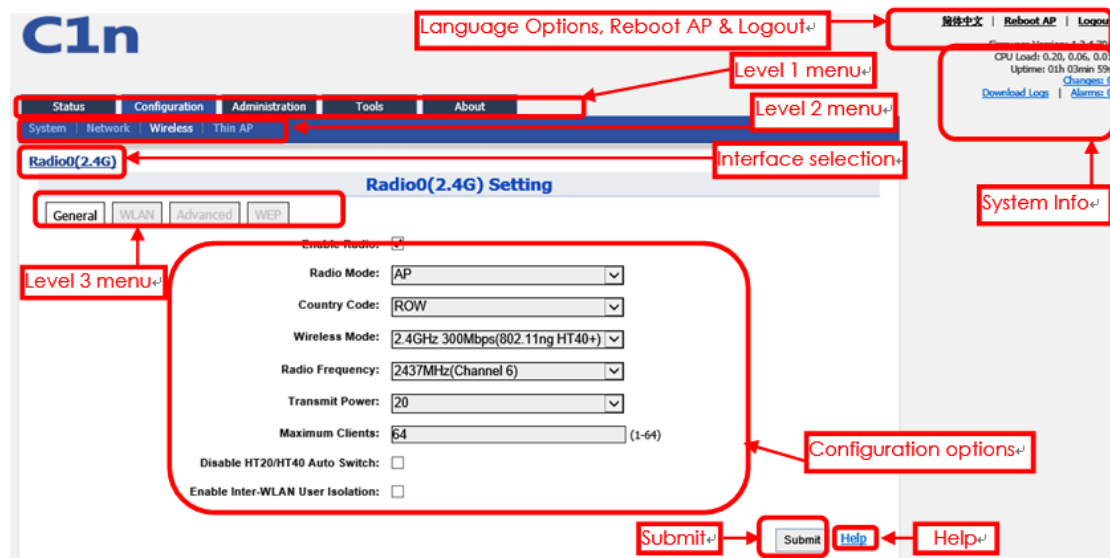 C1n
Language Options, Reboot AP & Logout
简体中文 | Reboot AP | Logout
CPU Load: 0.20, 0.06, 0.01
Uptime: 01h 03min 59s
Changes: 0
Download Logs | Alarms: 0
Level 1 menu
Status Configuration Administration Tools About
Level 2 menu
System | Network | Wireless | Thin AP
Radio0(2.4G)
Interface selection
Radio0(2.4G) Setting
System Info
General WLAN Advanced WEP
Enable Radio:
Level 3 menu
Radio Mode: AP
Country Code: ROW
Wireless Mode: 2.4GHz 300Mbps(802.11ng HT40+)
Radio Frequency: 2437MHz(Channel 6)
Transmit Power: 20
Maximum Clients: 64 (1-64)
Configuration options
Disable HT20/HT40 Auto Switch:
Enable Inter-WLAN User Isolation:
Submit Submit Help Help